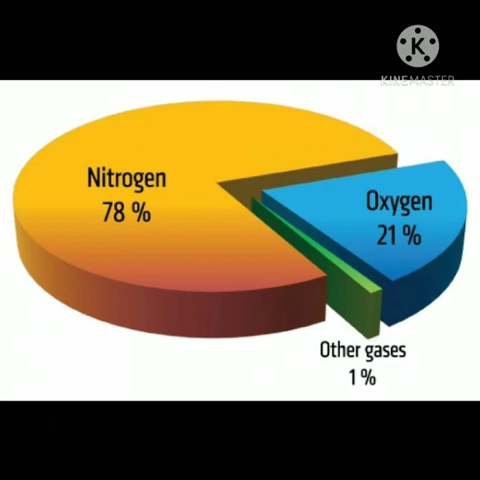 K
KINEMASTER
Nitrogen
78 %
Oxygen
21 %
Other gases
1 %